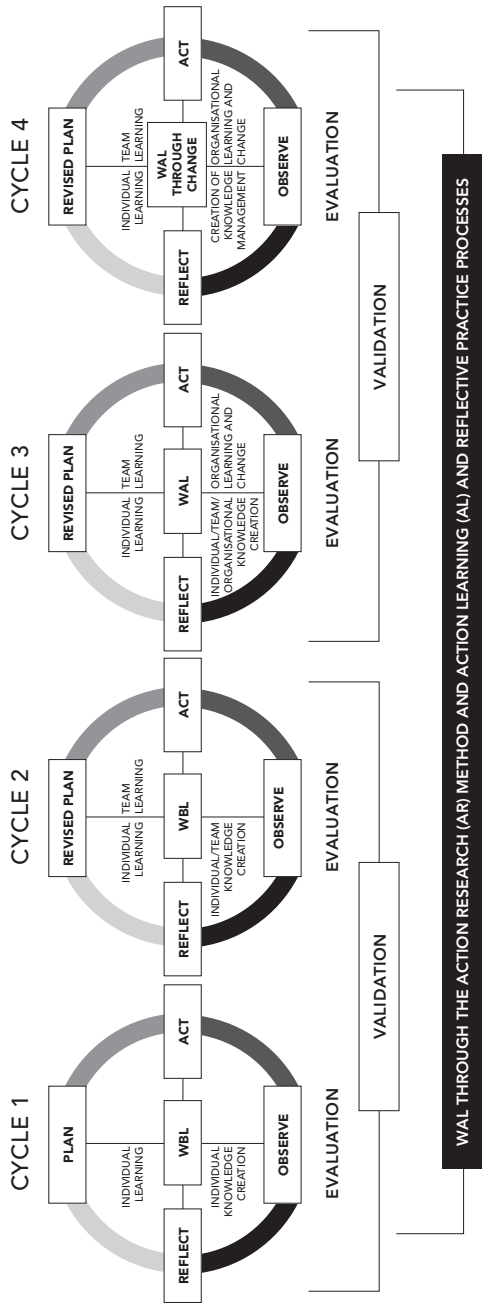 CYCLE 1
PLAN
INDIVIDUAL
LEARNING
REFLECT
WBL
ACT
INDIVIDUAL
KNOWLEDGE
CREATION
OBSERVE
EVALUATION
CYCLE 2
REVISED PLAN
INDIVIDUAL
LEARNING
TEAM
LEARNING
REFLECT
WBL
ACT
INDIVIDUAL/TEAM
KNOWLEDGE
CREATION
OBSERVE
EVALUATION
VALIDATION
CYCLE 3
REVISED PLAN
INDIVIDUAL
LEARNING
TEAM
LEARNING
REFLECT
WAL
ACT
INDIVIDUAL/TEAM/
ORGANISATIONAL
KNOWLEDGE
CREATION
ORGANISATIONAL
LEARNING AND
CHANGE
OBSERVE
EVALUATION
CYCLE 4
REVISED PLAN
INDIVIDUAL
LEARNING
TEAM
LEARNING
REFLECT
WAL
THROUGH
CHANGE
ACT
CREATION OF
KNOWLEDGE
MANAGEMENT
ORGANISATIONAL
LEARNING AND
CHANGE
OBSERVE
EVALUATION
VALIDATION
WAL THROUGH THE ACTION RESEARCH (AR) METHOD AND ACTION LEARNING (AL) AND REFLECTIVE PRACTICE PROCESSES